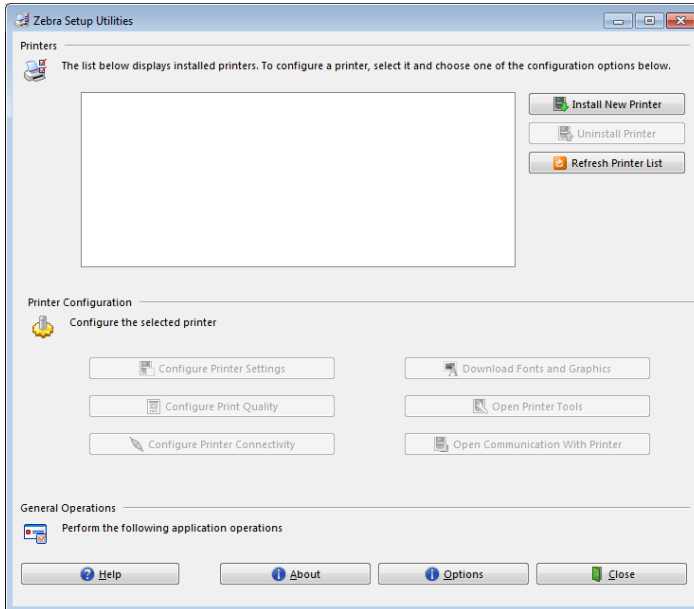 Zebra Setup Utilities
Printers
The list below displays installed printers. To configure a printer, select it and choose one of the configuration options below.
Install New Printer
Uninstall Printer
Refresh Printer List
Printer Configuration
Configure the selected printer
Configure Printer Settings
Download Fonts and Graphics
Configure Print Quality
Open Printer Tools
Configure Printer Connectivity
Open Communication With Printer
General Operations
Perform the following application operations
Help
About
Options
Close